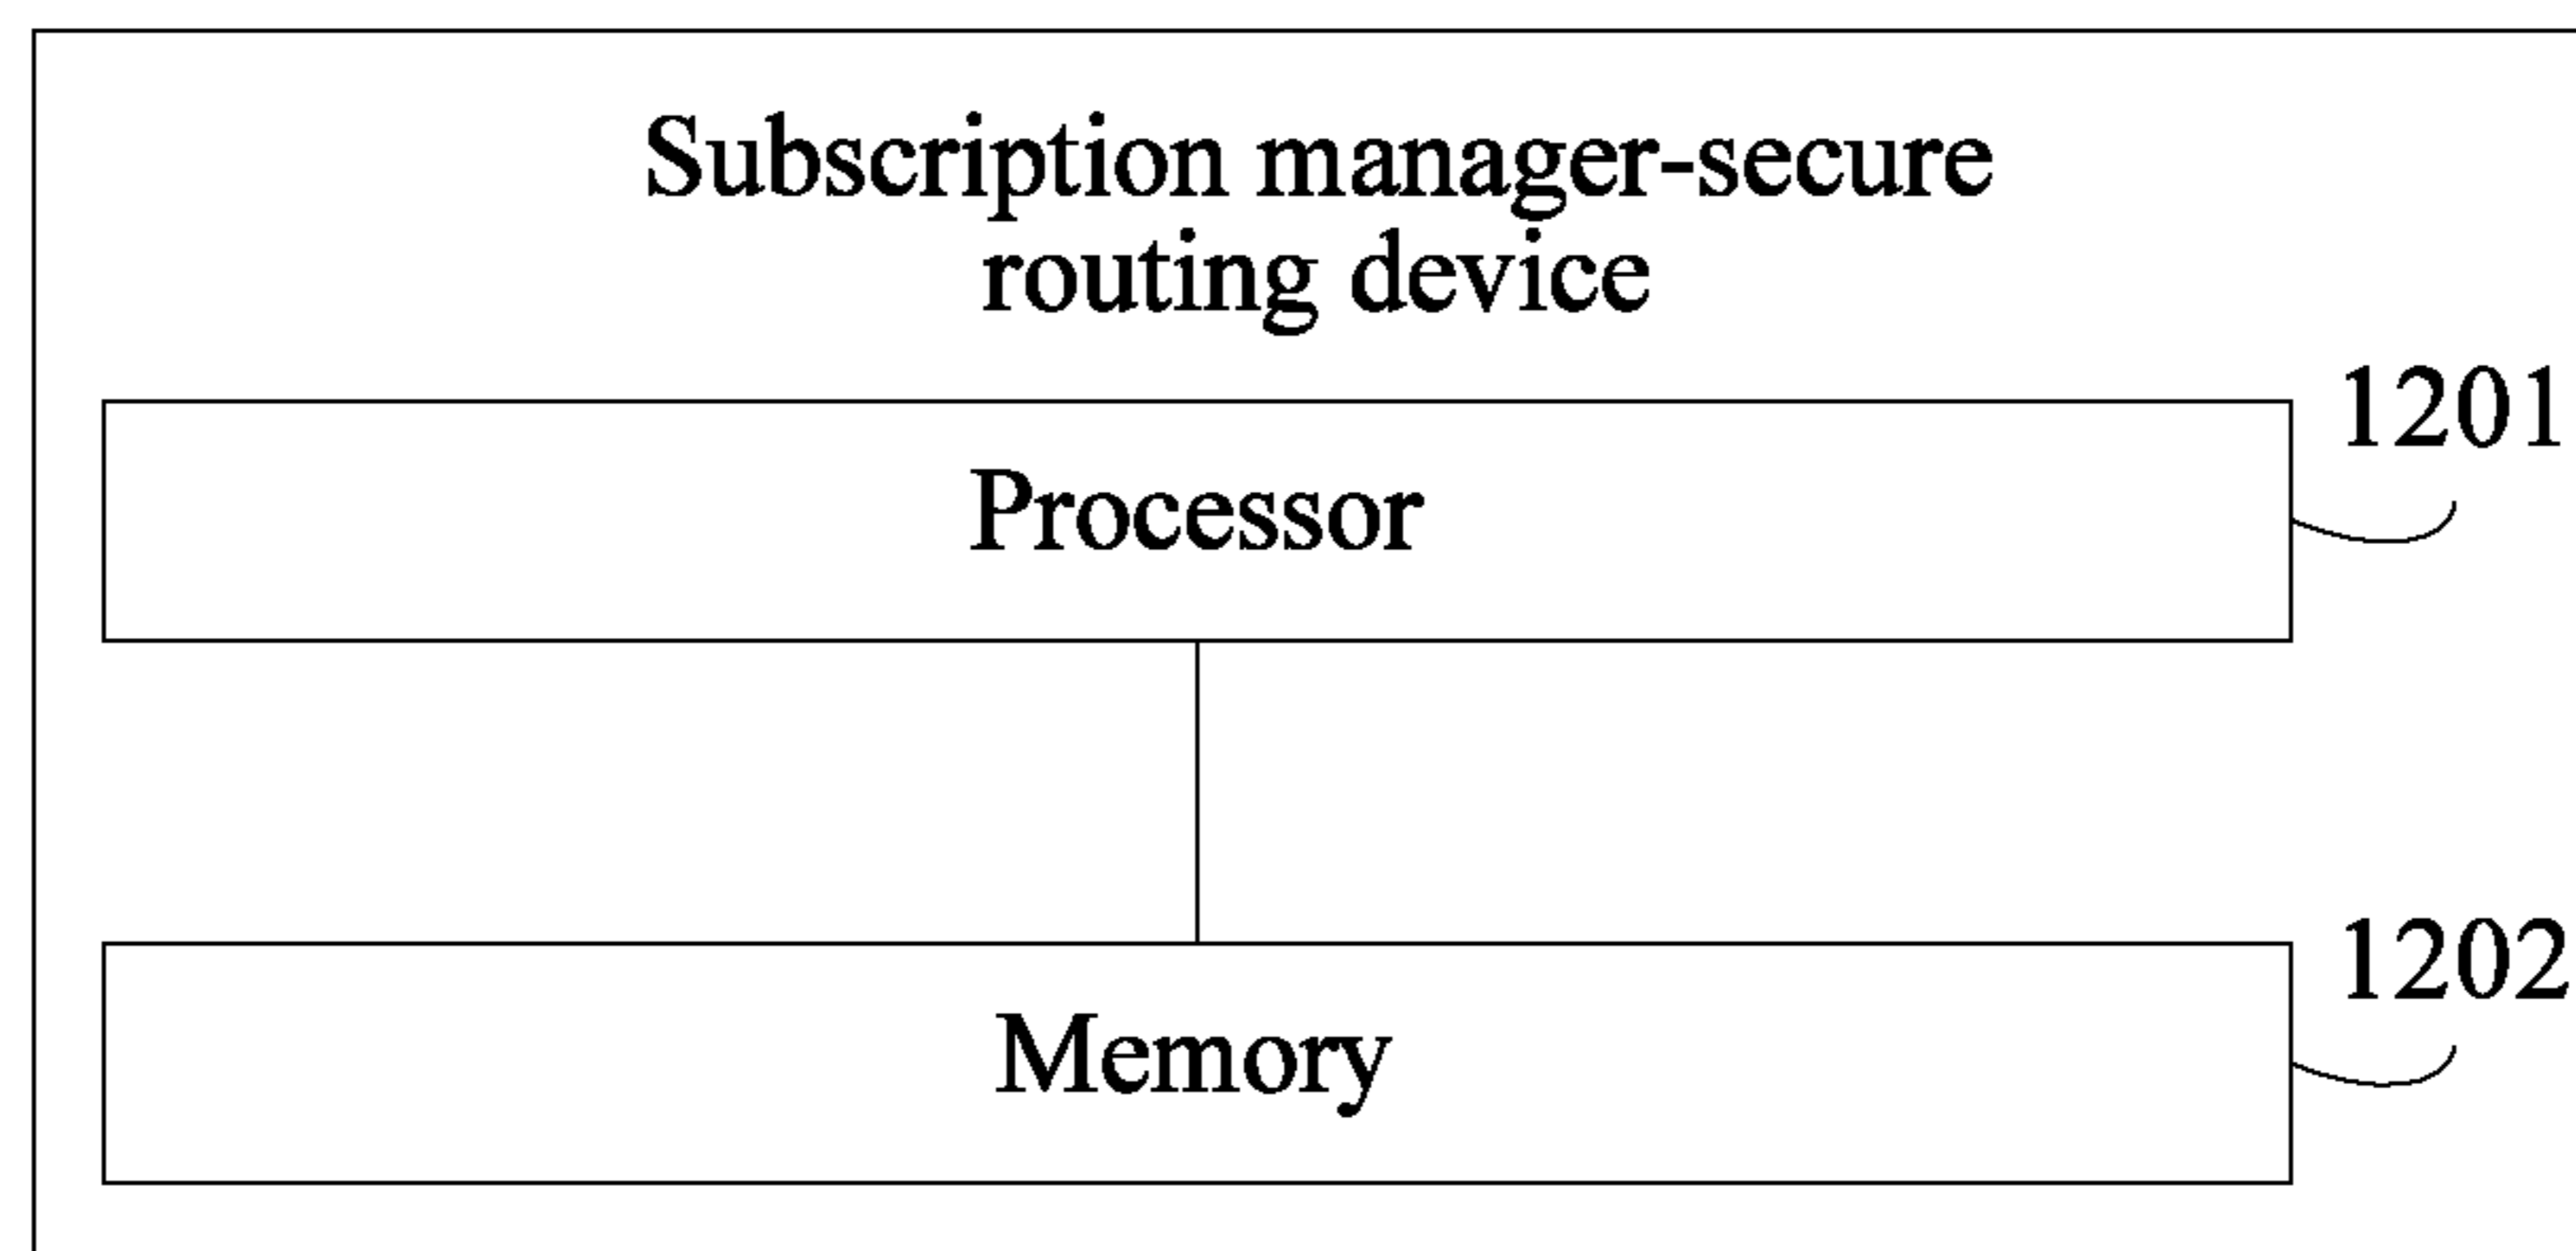 Subscription manager-secure
routing device
1201
Processor
1202
Memory